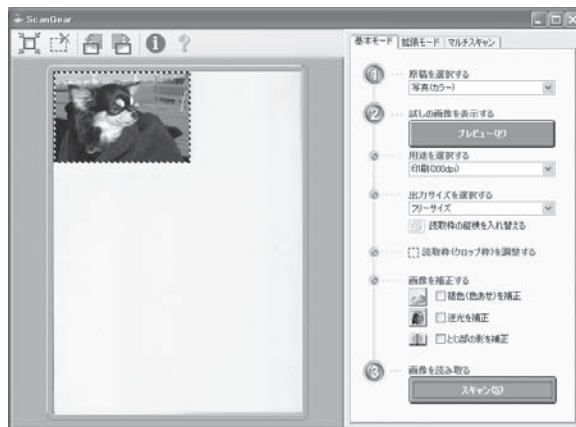 ScanGear
基本モード
拡張モード
マルチスキャン
1
原稿を選択する
写真(カラー)
2
試しの画像を表示する
プレビュー(P)
用途を選択する
印刷(300dpi)
出力サイズを選択する
フリーサイズ
読取枠の縦横を入れ替える
読取枠(クロップ枠)を調整する
画像を補正する
褪色(色あせ)を補正
逆光を補正
とじ部の影を補正
3
画像を読み取る
スキャン(S)